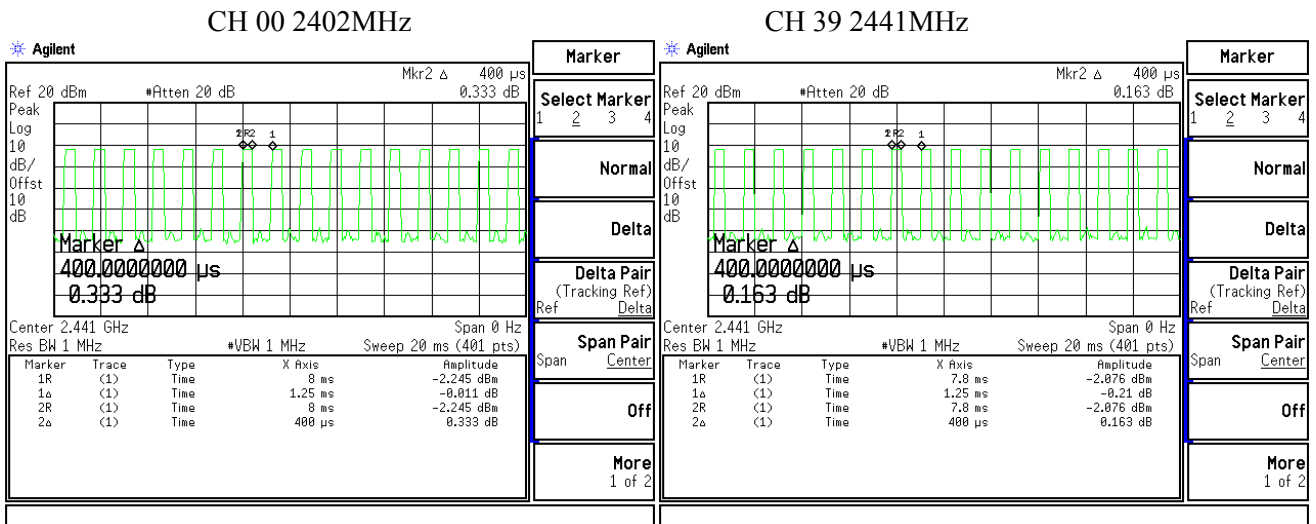 CH 00 2402MHz
Agilent
Mkr2 Δ 400 µs
Ref 20 dBm #Atten 20 dB 0.333 dB
Peak
Log
10
dB/
Offst
10
dB
2 R2 1
Marker Δ
400.0000000 µs
0.333 dB
Center 2.441 GHz Span 0 Hz
Res BW 1 MHz #VBW 1 MHz Sweep 20 ms (401 pts)
Marker Trace Type X Axis Amplitude
1R (1) Time 8 ms -2.245 dBm
1Δ (1) Time 1.25 ms -0.011 dB
2R (1) Time 8 ms -2.245 dBm
2Δ (1) Time 400 µs 0.333 dB
Marker
Select Marker
1 2 3 4
Normal
Delta
Delta Pair
(Tracking Ref)
Ref Delta
Span Pair
Span Center
Off
More
1 of 2
CH 39 2441MHz
Agilent
Mkr2 Δ 400 µs
Ref 20 dBm #Atten 20 dB 0.163 dB
Peak
Log
10
dB/
Offst
10
dB
2 R2 1
Marker Δ
400.0000000 µs
0.163 dB
Center 2.441 GHz Span 0 Hz
Res BW 1 MHz #VBW 1 MHz Sweep 20 ms (401 pts)
Marker Trace Type X Axis Amplitude
1R (1) Time 7.8 ms -2.076 dBm
1Δ (1) Time 1.25 ms -0.21 dB
2R (1) Time 7.8 ms -2.076 dBm
2Δ (1) Time 400 µs 0.163 dB
Marker
Select Marker
1 2 3 4
Normal
Delta
Delta Pair
(Tracking Ref)
Ref Delta
Span Pair
Span Center
Off
More
1 of 2